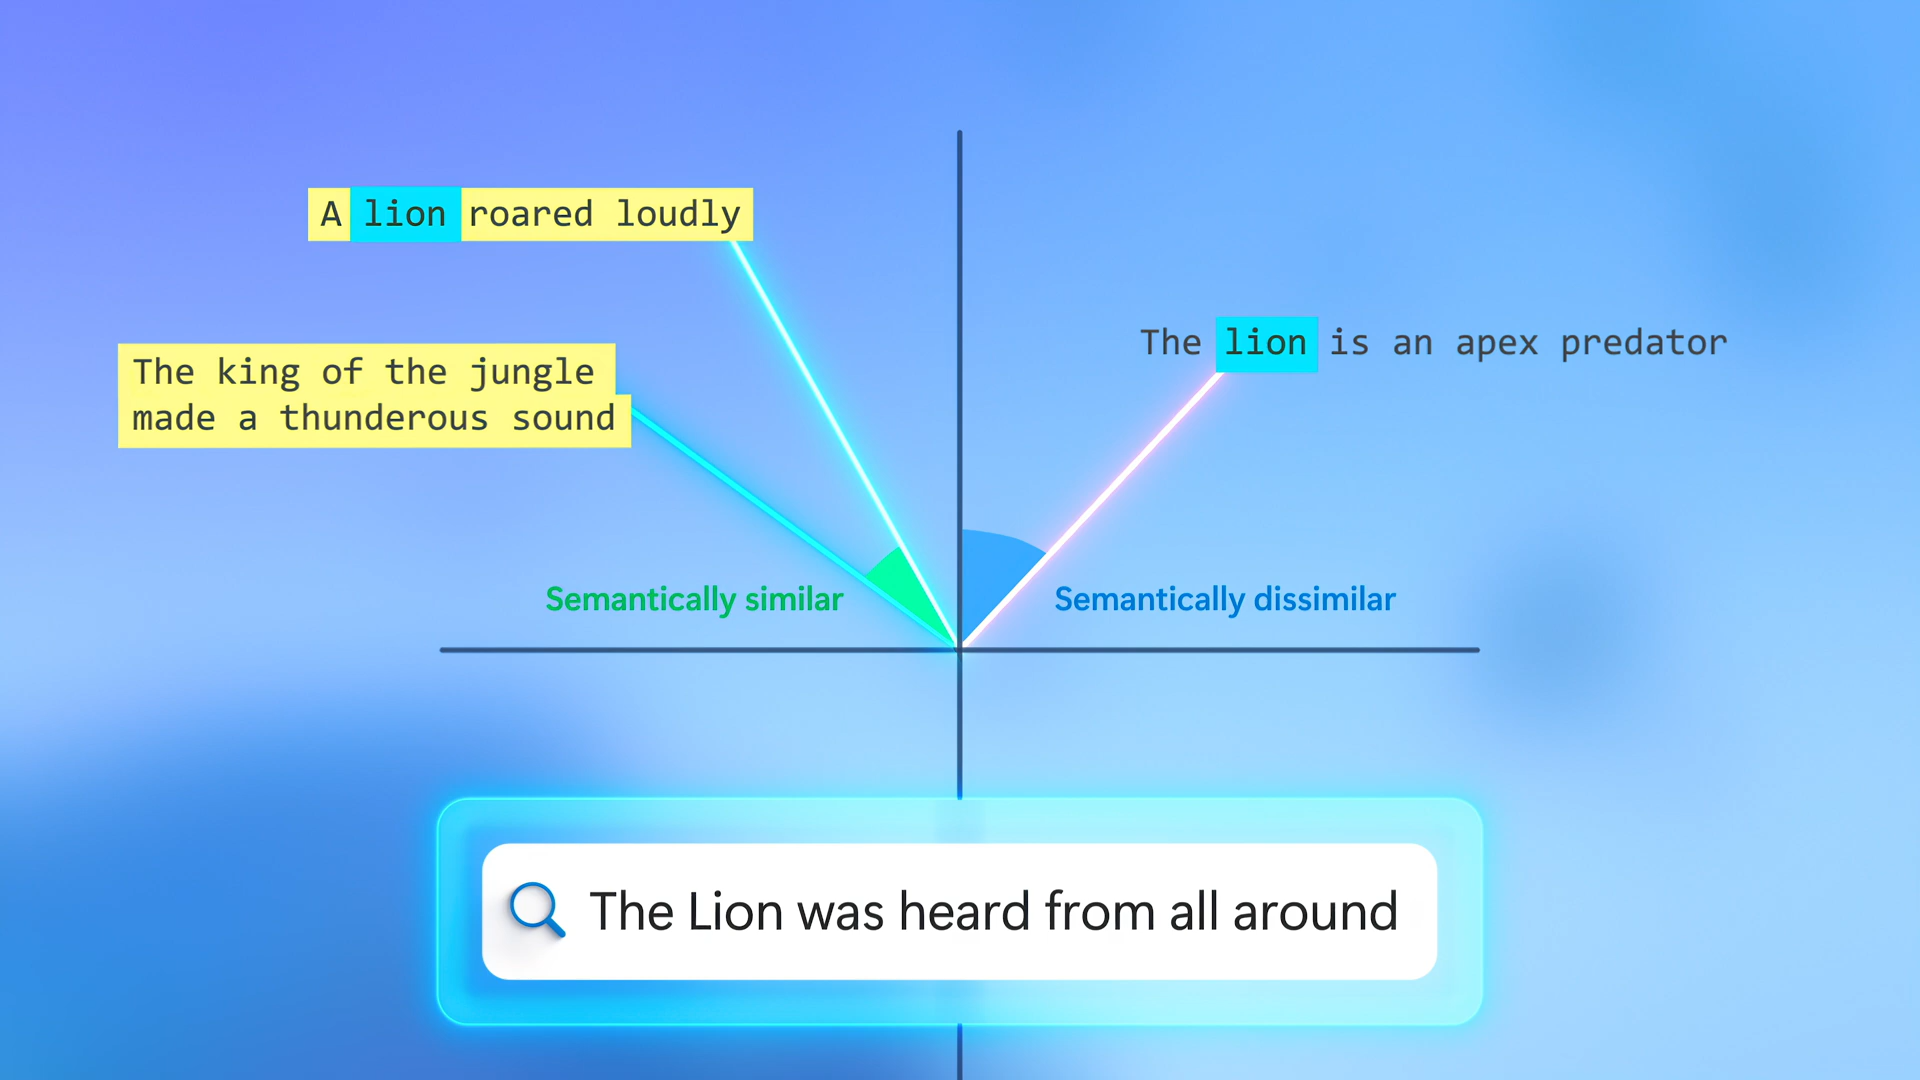 A lion roared loudly
The king of the jungle
made a thunderous sound
The lion is an apex predator
Semantically similar
Semantically dissimilar
The Lion was heard from all around